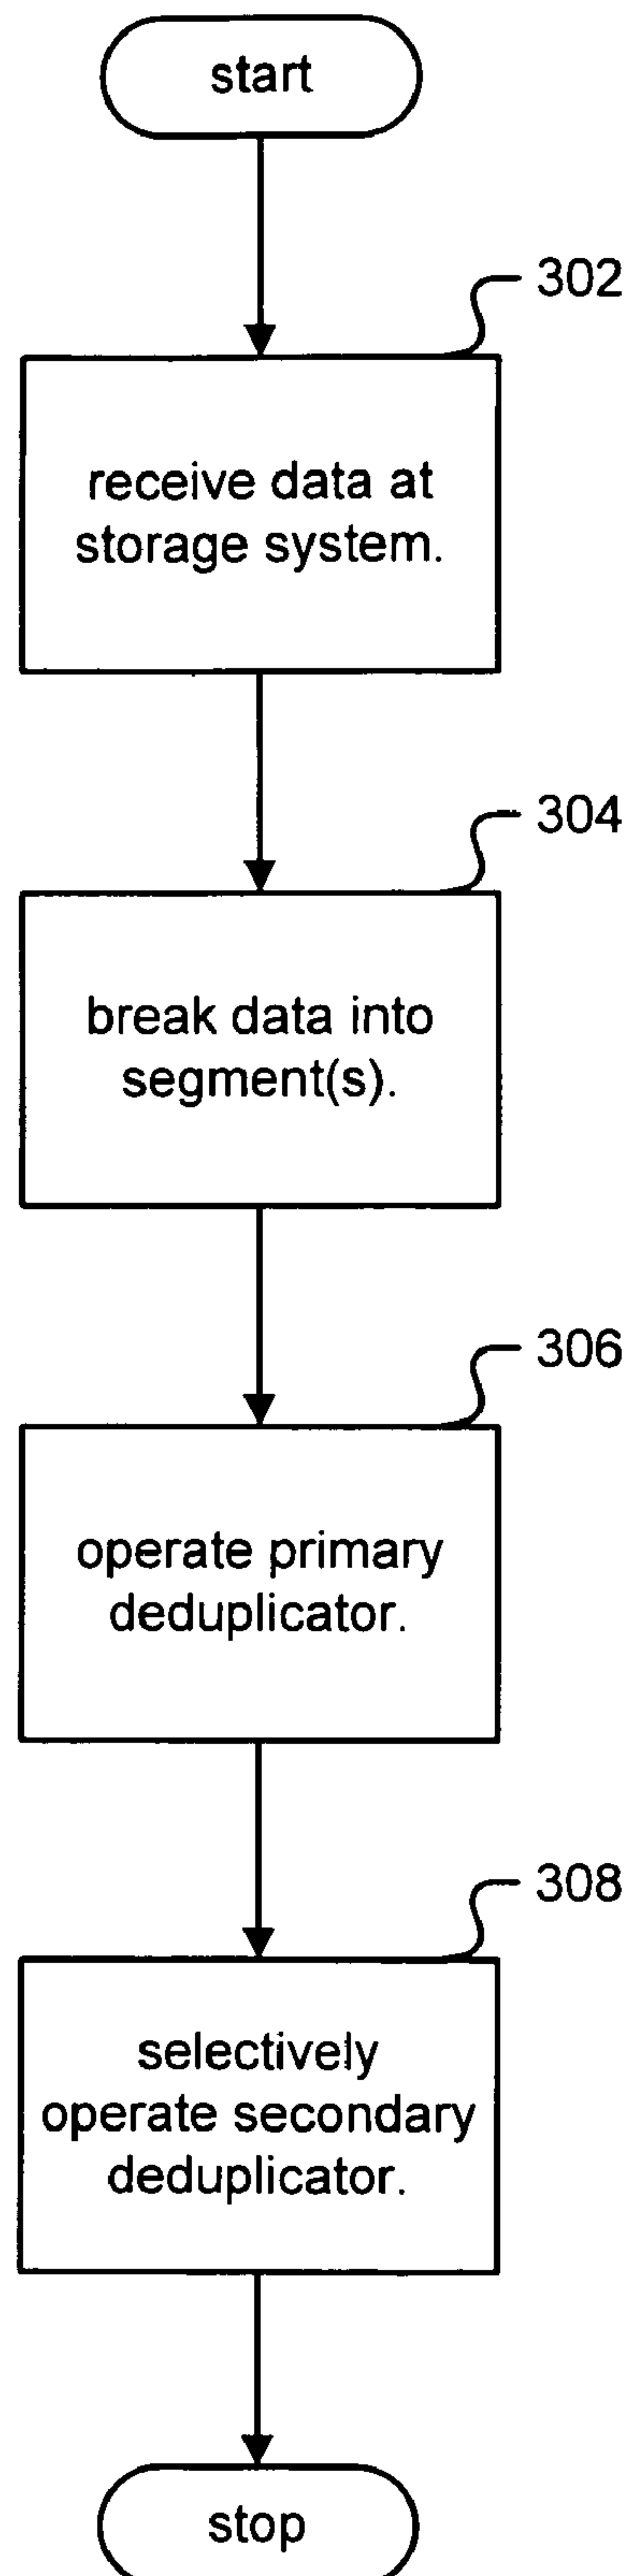 start
302
receive data at
storage system.
304
break data into
segment(s).
306
operate primary
deduplicator.
308
selectively
operate secondary
deduplicator.
stop